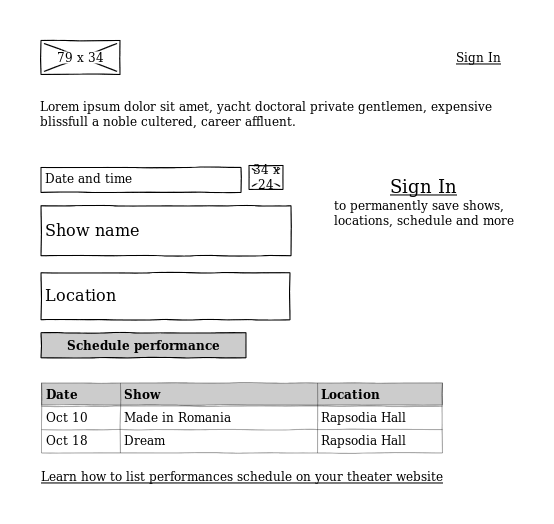 79 x 34
Sign In
Lorem ipsum dolor sit amet, yacht doctoral private gentlemen, expensive
blissfull a noble cultured, career affluent.
Date and time
34 x
24
Sign In
to permanently save shows,
locations, schedule and more
Show name
Location
Schedule performance
Date Show Location
Oct 10 Made in Romania Rapsodia Hall
Oct 18 Dream Rapsodia Hall
Learn how to list performances schedule on your theater website